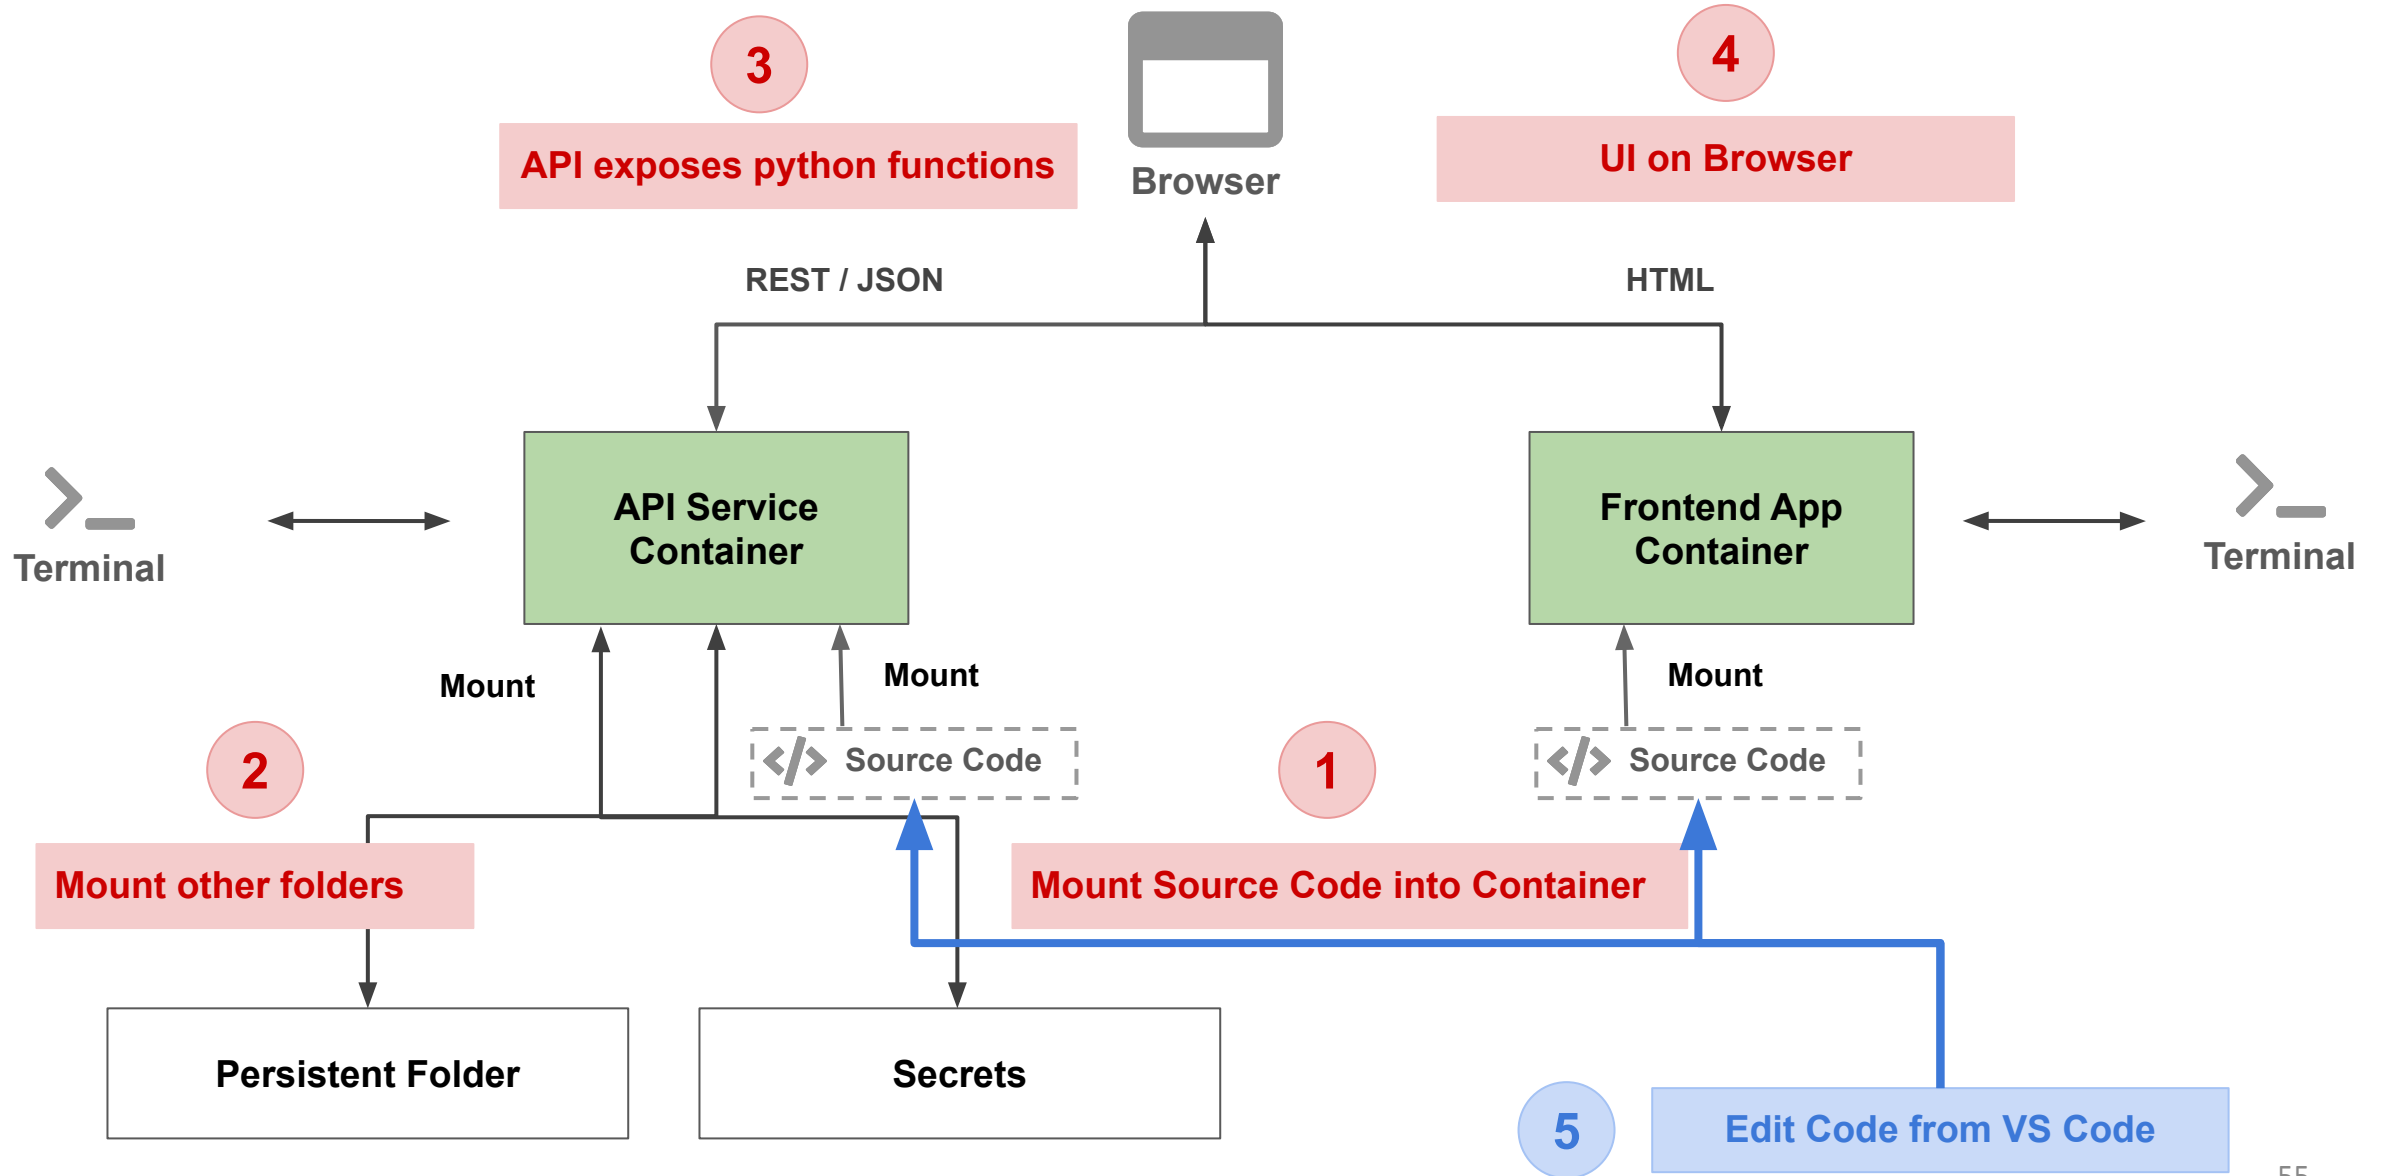 3
4
API exposes python functions
UI on Browser
Browser
REST / JSON
HTML
API Service
Container
Frontend App
Container
Terminal
Terminal
Mount
Mount
Mount
2
Source Code
1
Source Code
Mount other folders
Mount Source Code into Container
Persistent Folder
Secrets
5
Edit Code from VS Code
55